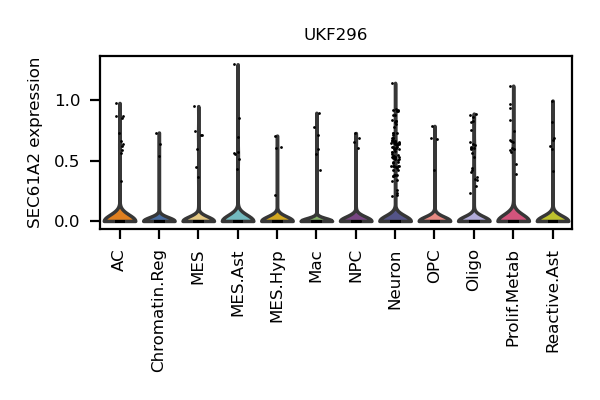 UKF296
SEC61A2 expression
1.0
0.5
0.0
AC
Chromatin.Reg
MES
MES.Ast
MES.Hyp
Mac
NPC
Neuron
OPC
Oligo
Prolif.Metab
Reactive.Ast